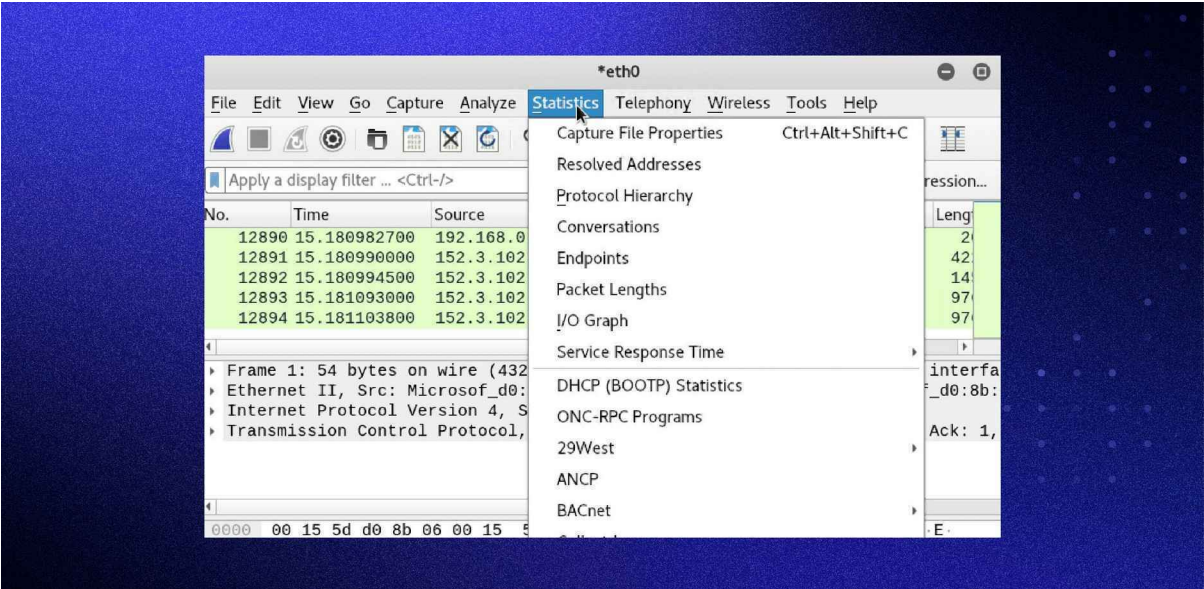 *eth0
File Edit View Go Capture Analyze Statistics Telephony Wireless Tools Help
Apply a display filter ... <Ctrl-/>
ression...
Capture File Properties Ctrl+Alt+Shift+C
Resolved Addresses
Protocol Hierarchy
Conversations
Endpoints
Packet Lengths
I/O Graph
Service Response Time
DHCP (BOOTP) Statistics
ONC-RPC Programs
29West
ANCP
BACnet
No. Time Source Leng
12890 15.180982700 192.168.0
12891 15.180990000 152.3.102
12892 15.180994500 152.3.102
12893 15.181093000 152.3.102
12894 15.181103800 152.3.102
Frame 1: 54 bytes on wire (432 interfa
Ethernet II, Src: Microsof_d0: f_d0:8b:
Internet Protocol Version 4, S
Transmission Control Protocol, Ack: 1,
0000 00 15 5d d0 8b 06 00 15 ·E·